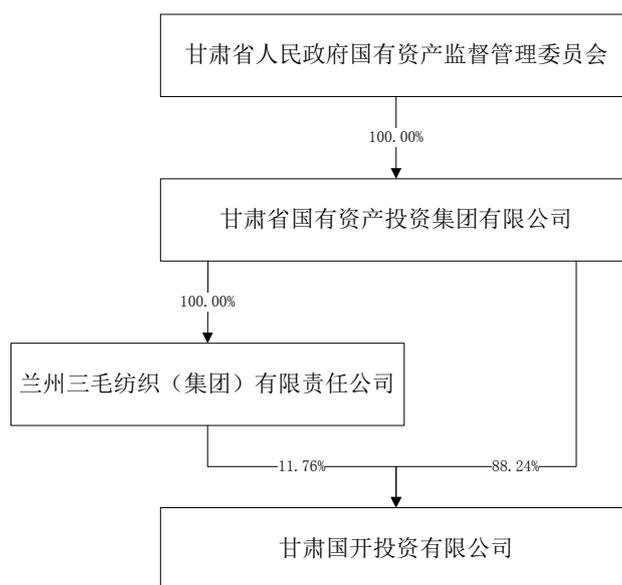 甘肃省人民政府国有资产监督管理委员会
100.00%
甘肃省国有资产投资集团有限公司
100.00%
兰州三毛纺织（集团）有限责任公司
11.76%
88.24%
甘肃国开投资有限公司